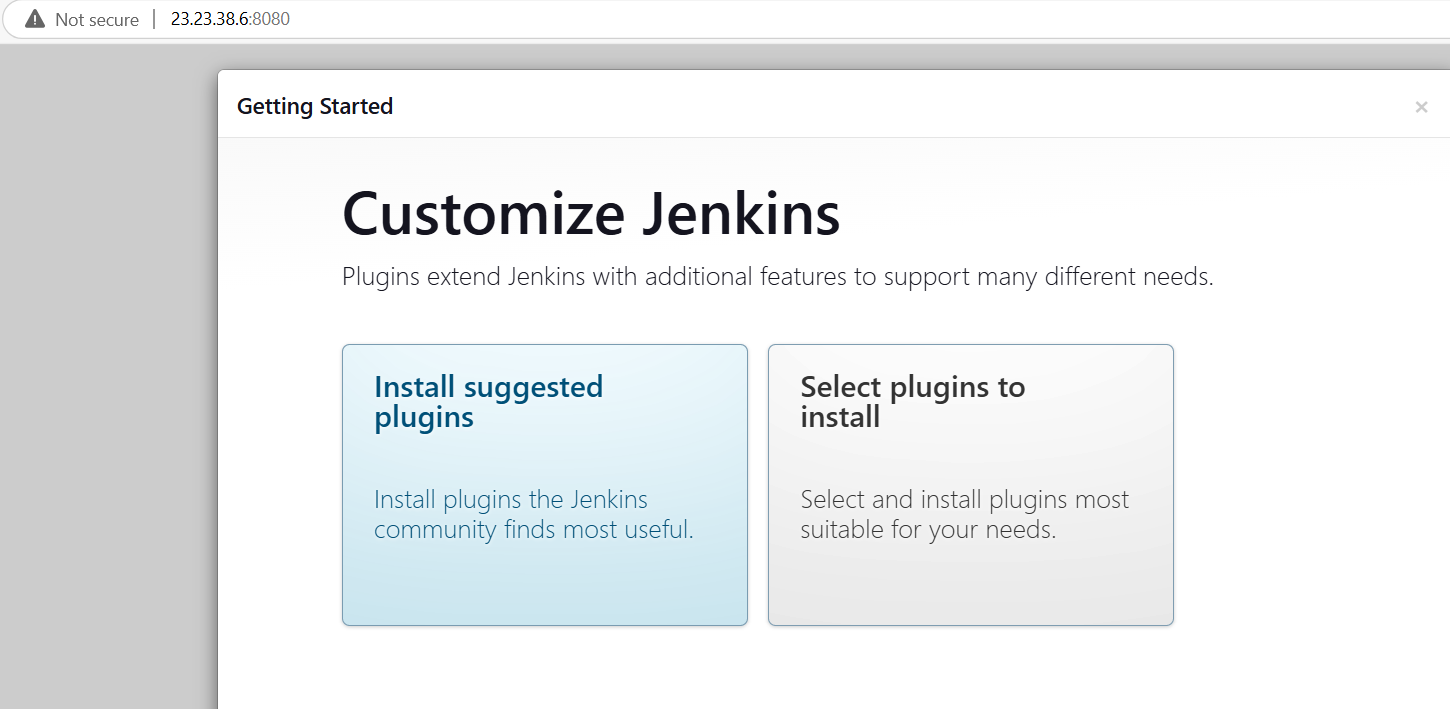 Not secure | 23.23.38.6:8080
Getting Started ×
Customize Jenkins
Plugins extend Jenkins with additional features to support many different needs.
Install suggested
plugins
Install plugins the Jenkins
community finds most useful.
Select plugins to
install
Select and install plugins most
suitable for your needs.